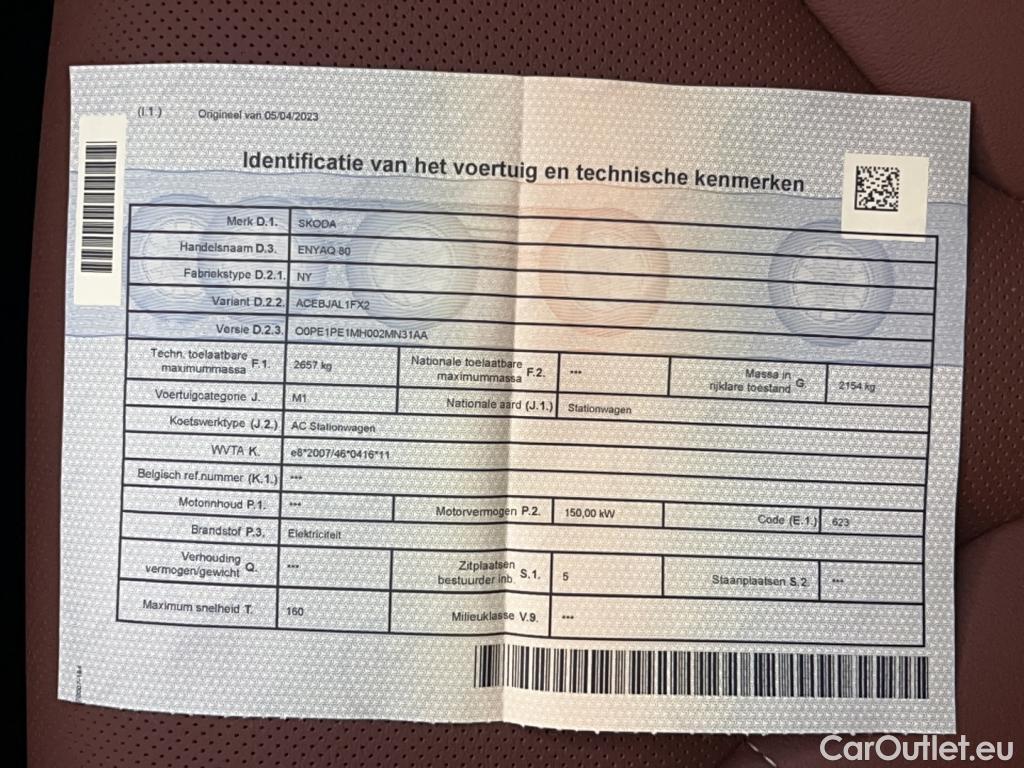 (I.1.) Origineel van 05/04/2023
Identificatie van het voertuig en technische kenmerken
Merk D.1. SKODA
Handelsnaam D.3. ENYAQ 80
Fabriekstype D.2.1. NY
Variant D.2.2. ACEBJAL1FX2
Versie D.2.3. O0PE1PE1MH002MN31AA
Techn. toelaatbare maximummassa F.1. 2657 kg Nationale toelaatbare maximummassa F.2. *** Massa in rijklare toestand G. 2154 kg
Voertuigcategorie J. M1 Nationale aard (J.1.) Stationwagen
Koetswerktype (J.2.) AC Stationwagen
WVTA K. e8*2007/46*0416*11
Belgisch ref.nummer (K.1.) ***
Motorinhoud P.1. *** Motorvermogen P.2. 150,00 kW Code (E.1.) 623
Brandstof P.3. Elektriciteit
Verhouding vermogen/gewicht Q. *** Zitplaatsen bestuurder inb. S.1. 5 Staanplaatsen S.2. ***
Maximum snelheid T. 160 Milieuklasse V.9. ***
CarOutlet.eu